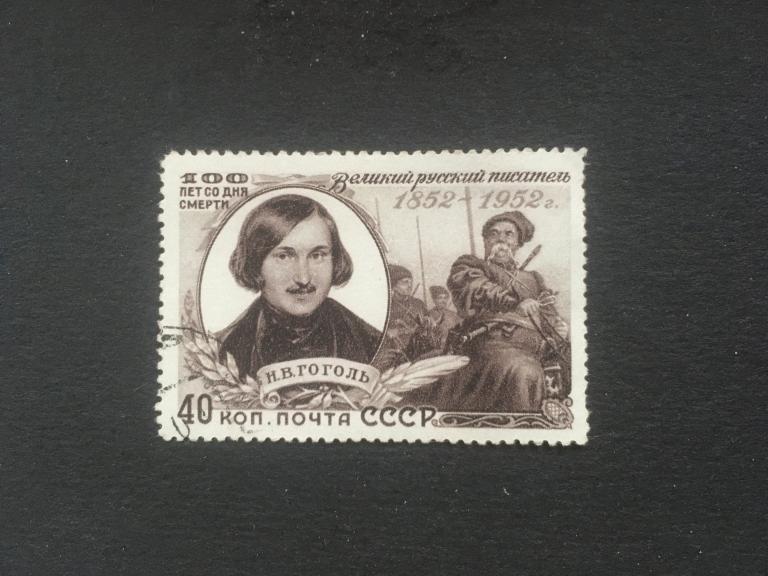 100
ЛЕТ СО ДНЯ
СМЕРТИ
Великий русский писатель
1852-1952 г.
Н.В.ГОГОЛЬ
40 КОП. ПОЧТА СССР